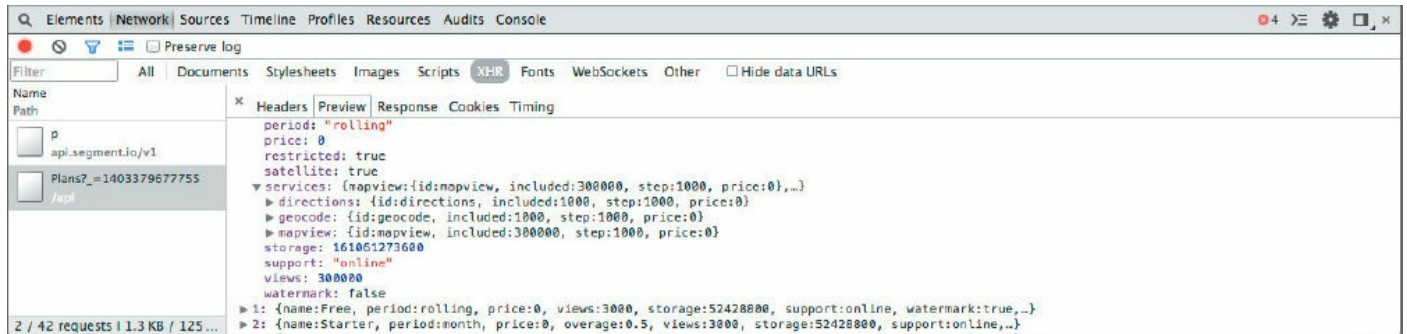 Elements Network Sources Timeline Profiles Resources Audits Console 4
Preserve log
Filter All Documents Stylesheets Images Scripts XHR Fonts WebSockets Other Hide data URLs
Name
Path
× Headers Preview Response Cookies Timing
p
api.segment.io/v1
Plans?_=1403379677755
/api
2 / 42 requests | 1.3 KB / 125 ...
period: "rolling"
price: 0
restricted: true
satellite: true
▼ services: {mapview:{id:mapview, included:300000, step:1000, price:0},…}
▶ directions: {id:directions, included:1000, step:1000, price:0}
▶ geocode: {id:geocode, included:1000, step:1000, price:0}
▶ mapview: {id:mapview, included:300000, step:1000, price:0}
storage: 161061273600
support: "online"
views: 300000
watermark: false
▶ 1: {name:Free, period:rolling, price:0, views:3000, storage:52428800, support:online, watermark:true,…}
▶ 2: {name:Starter, period:month, price:0, overage:0.5, views:3000, storage:52428800, support:online,…}